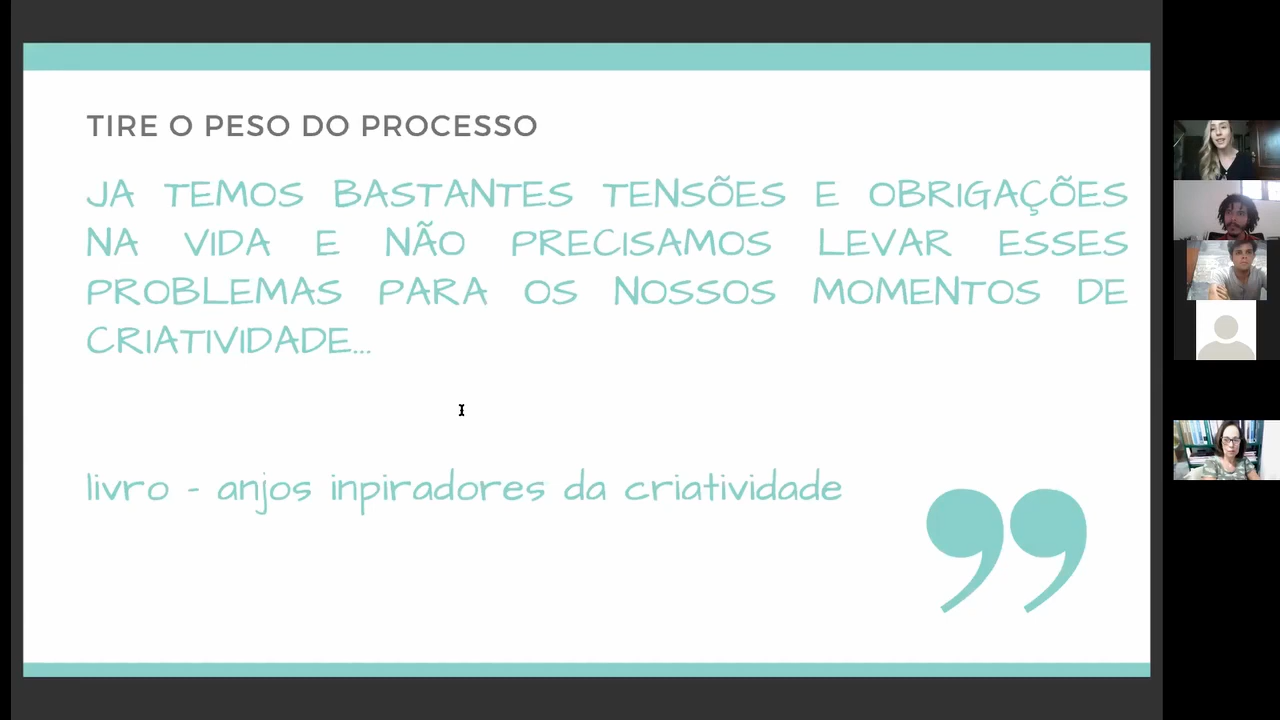 TIRE O PESO DO PROCESSO
JA TEMOS BASTANTES TENSÕES E OBRIGAÇÕES
NA VIDA E NÃO PRECISAMOS LEVAR ESSES
PROBLEMAS PARA OS NOSSOS MOMENTOS DE
CRIATIVIDADE...
livro - anjos inpiradores da criatividade